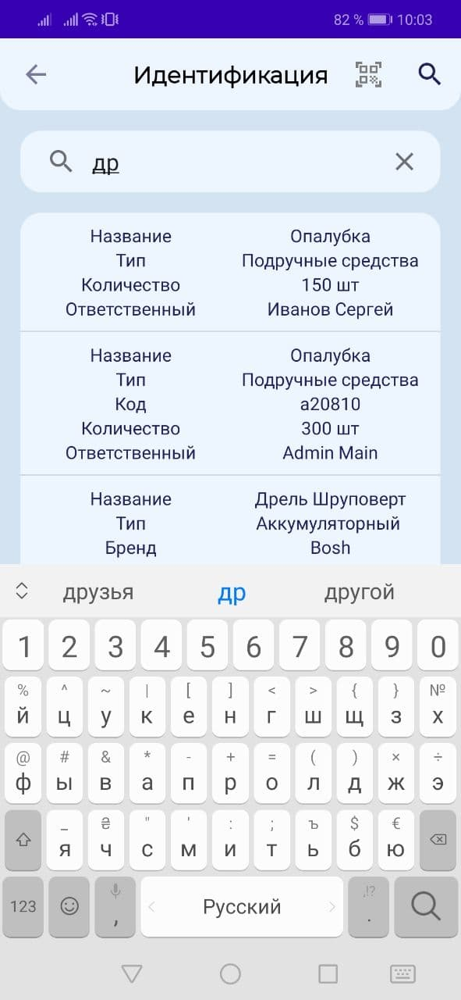 82 % 10:03
Идентификация
др
Название Опалубка
Тип Подручные средства
Количество 150 шт
Ответственный Иванов Сергей
Название Опалубка
Тип Подручные средства
Код a20810
Количество 300 шт
Ответственный Admin Main
Название Дрель Шруповерт
Тип Аккумуляторный
Бренд Bosh
друзья др другой
1 2 3 4 5 6 7 8 9 0
% ^ ~ | [ ] < > { } №
й ц у к е н г ш щ з х
@ # & * - + = ( ) × ÷
ф ы в а п р о л д ж э
_ ₴ " ' : ; ъ $ €
я ч с м и т ь б ю
,!?
123 , Русский .